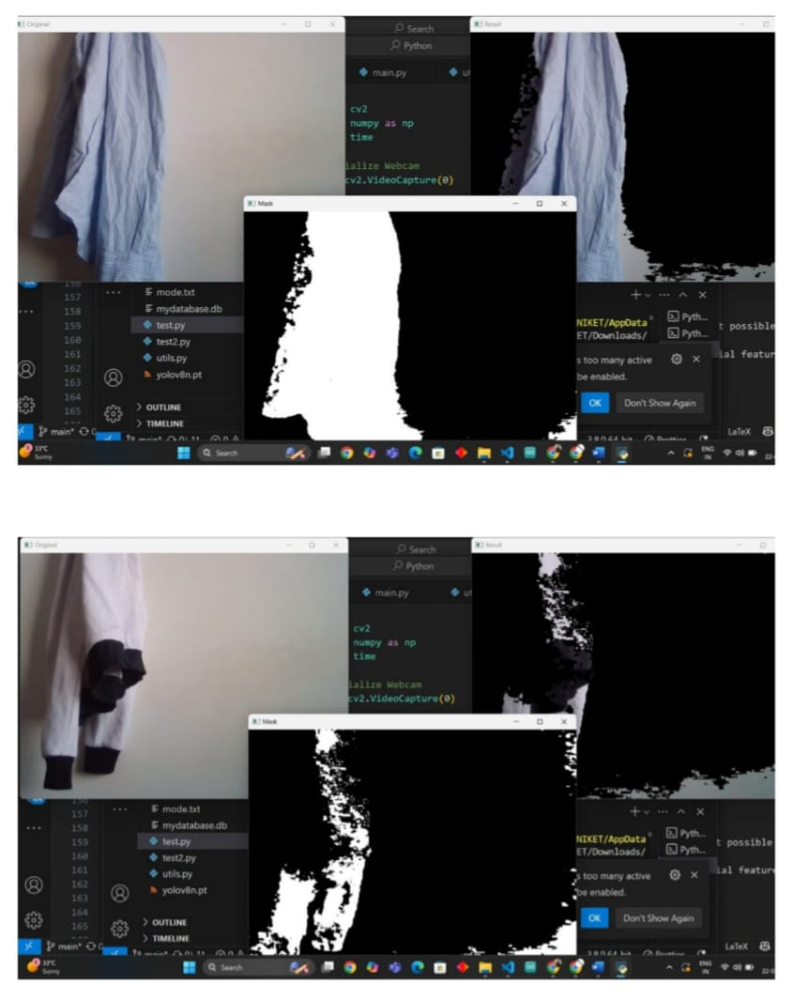 Original
Search
Result
Python
main.py
cv2
numpy as np
time
ialize Webcam
cv2.VideoCapture(0)
Mask
157
158
159
160
161
162
163
164
165
mode.txt
mydatabase.db
test.py
test2.py
utils.py
yolov8n.pt
OUTLINE
TIMELINE
NIKET/AppData
ET/Downloads/
Pyth...
Pyth...
t possible
ial featur
s too many active
be enabled.
OK
Don't Show Again
main*
LaTeX
33°C
Sunny
Search
ENG
IN
Original
Search
Result
Python
main.py
cv2
numpy as np
time
ialize Webcam
cv2.VideoCapture(0)
Mask
157
158
159
160
161
162
163
164
165
mode.txt
mydatabase.db
test.py
test2.py
utils.py
yolov8n.pt
OUTLINE
TIMELINE
NIKET/AppData
ET/Downloads/
Pyth...
Pyth...
t possible
ial featur
s too many active
be enabled.
OK
Don't Show Again
main*
LaTeX
33°C
Sunny
Search
ENG
IN